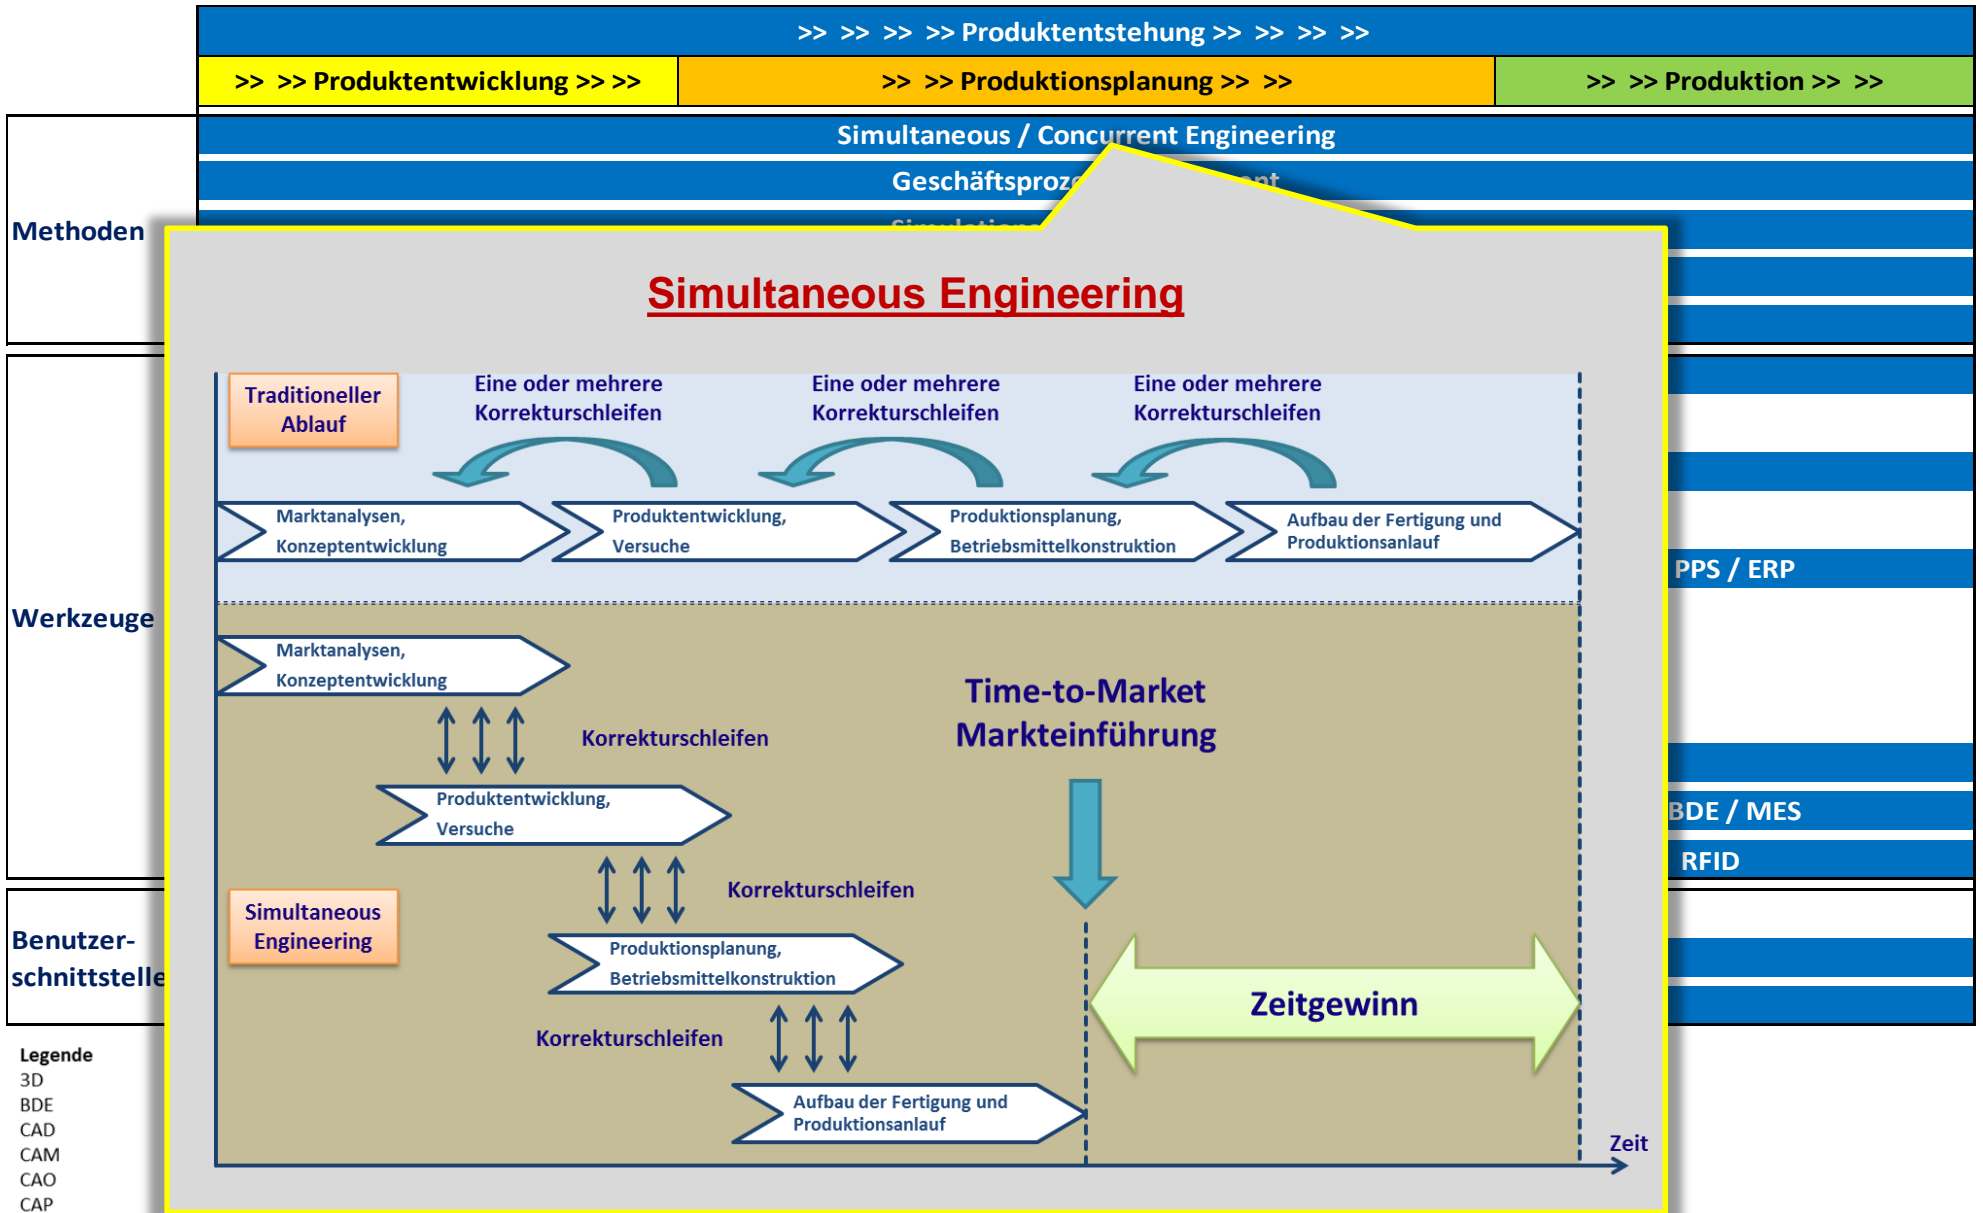 >> >> >> >> Produktentstehung >> >> >> >>
>> >> Produktentwicklung >> >>
>> >> Produktionsplanung >> >>
>> >> Produktion >> >>
Methoden
Simultaneous / Concurrent Engineering
Simultaneous Engineering
Traditioneller
Ablauf
Eine oder mehrere
Korrekturschleifen
Eine oder mehrere
Korrekturschleifen
Eine oder mehrere
Korrekturschleifen
Marktanalysen,
Konzeptentwicklung
Produktentwicklung,
Versuche
Produktionsplanung,
Betriebsmittelkonstruktion
Aufbau der Fertigung und
Produktionsanlauf
Werkzeuge
PPS / ERP
Marktanalysen,
Konzeptentwicklung
Korrekturschleifen
Time-to-Market
Markteinführung
Produktentwicklung,
Versuche
BDE / MES
RFID
Korrekturschleifen
Simultaneous
Engineering
Produktionsplanung,
Betriebsmittelkonstruktion
Benutzer-
schnittstelle
Zeitgewinn
Korrekturschleifen
Aufbau der Fertigung und
Produktionsanlauf
Zeit
Legende
3D
BDE
CAD
CAM
CAO
CAP